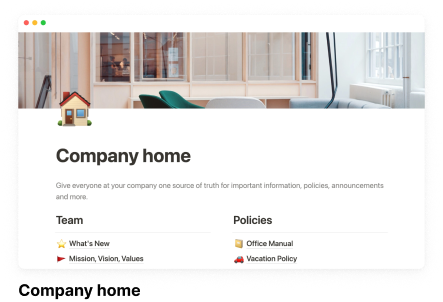 Company home
Give everyone at your company one source of truth for important information, policies, announcements
and more.
Team
Policies
What's New
Office Manual
Mission, Vision, Values
Vacation Policy
Company home